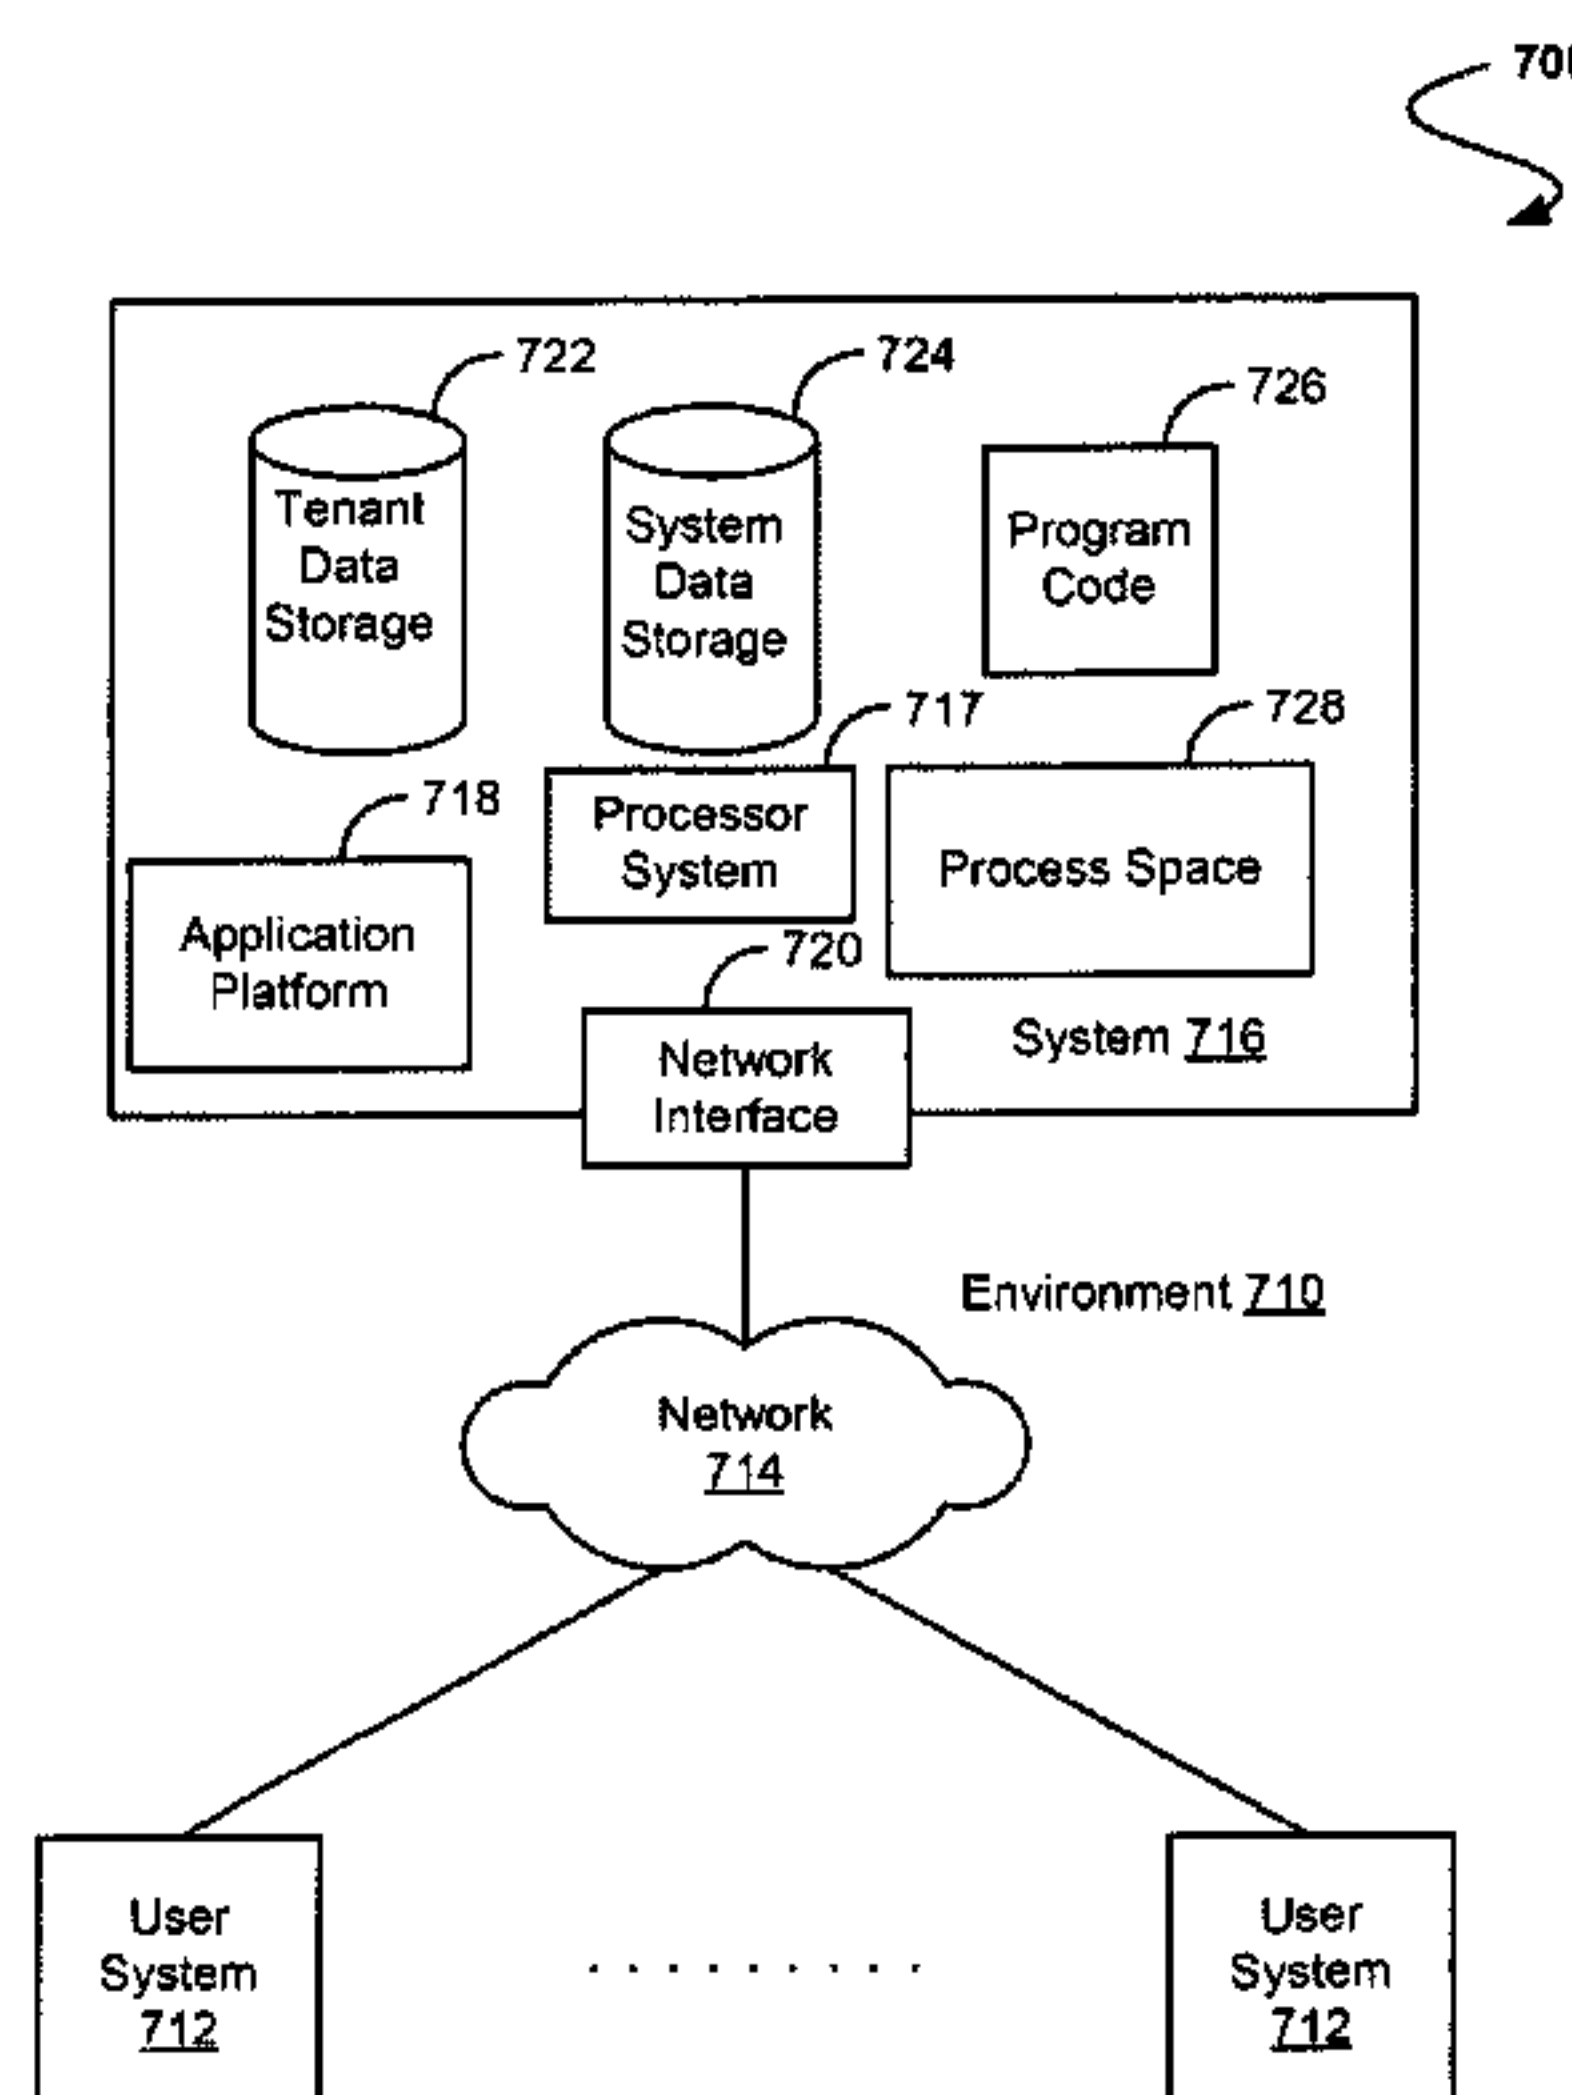 722
724
726
Tenant
Data
Storage
System
Data
Storage
Program
Code
717
728
718
Processor
System
Process Space
Application
Platform
720
Network
Interface
System 716
Environment 710
Network
714
User
System
712
. . . . . . . . .
User
System
712